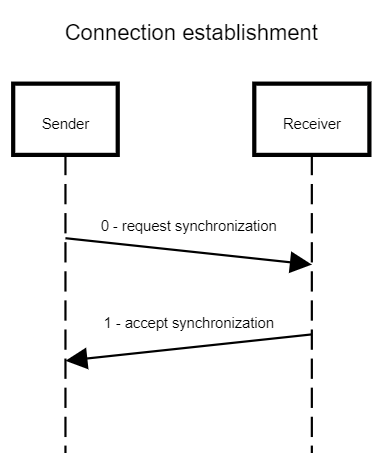 Connection establishment
Sender
Receiver
0 - request synchronization
1 - accept synchronization